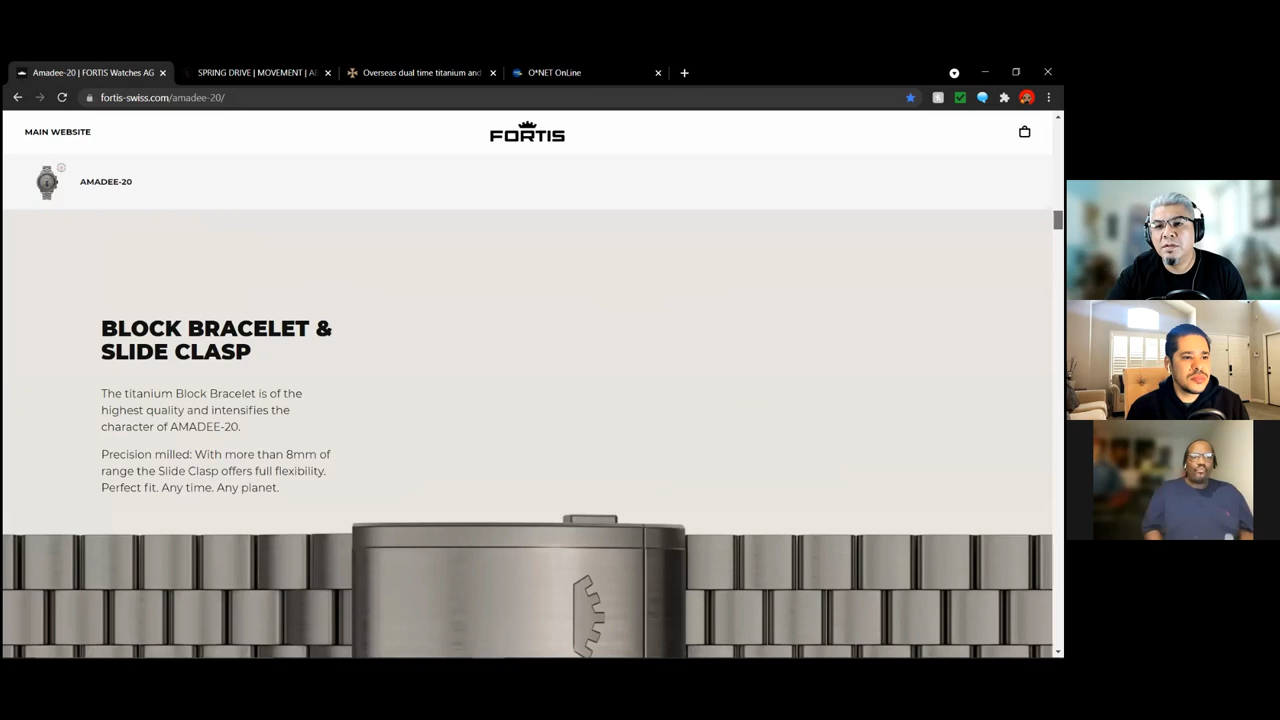 Amadee-20 | FORTIS Watches AG
SPRING DRIVE | MOVEMENT | AB
Overseas dual time titanium and
O*NET OnLine
fortis-swiss.com/amadee-20/
MAIN WEBSITE
FORTIS
AMADEE-20
BLOCK BRACELET &
SLIDE CLASP
The titanium Block Bracelet is of the
highest quality and intensifies the
character of AMADEE-20.
Precision milled: With more than 8mm of
range the Slide Clasp offers full flexibility.
Perfect fit. Any time. Any planet.